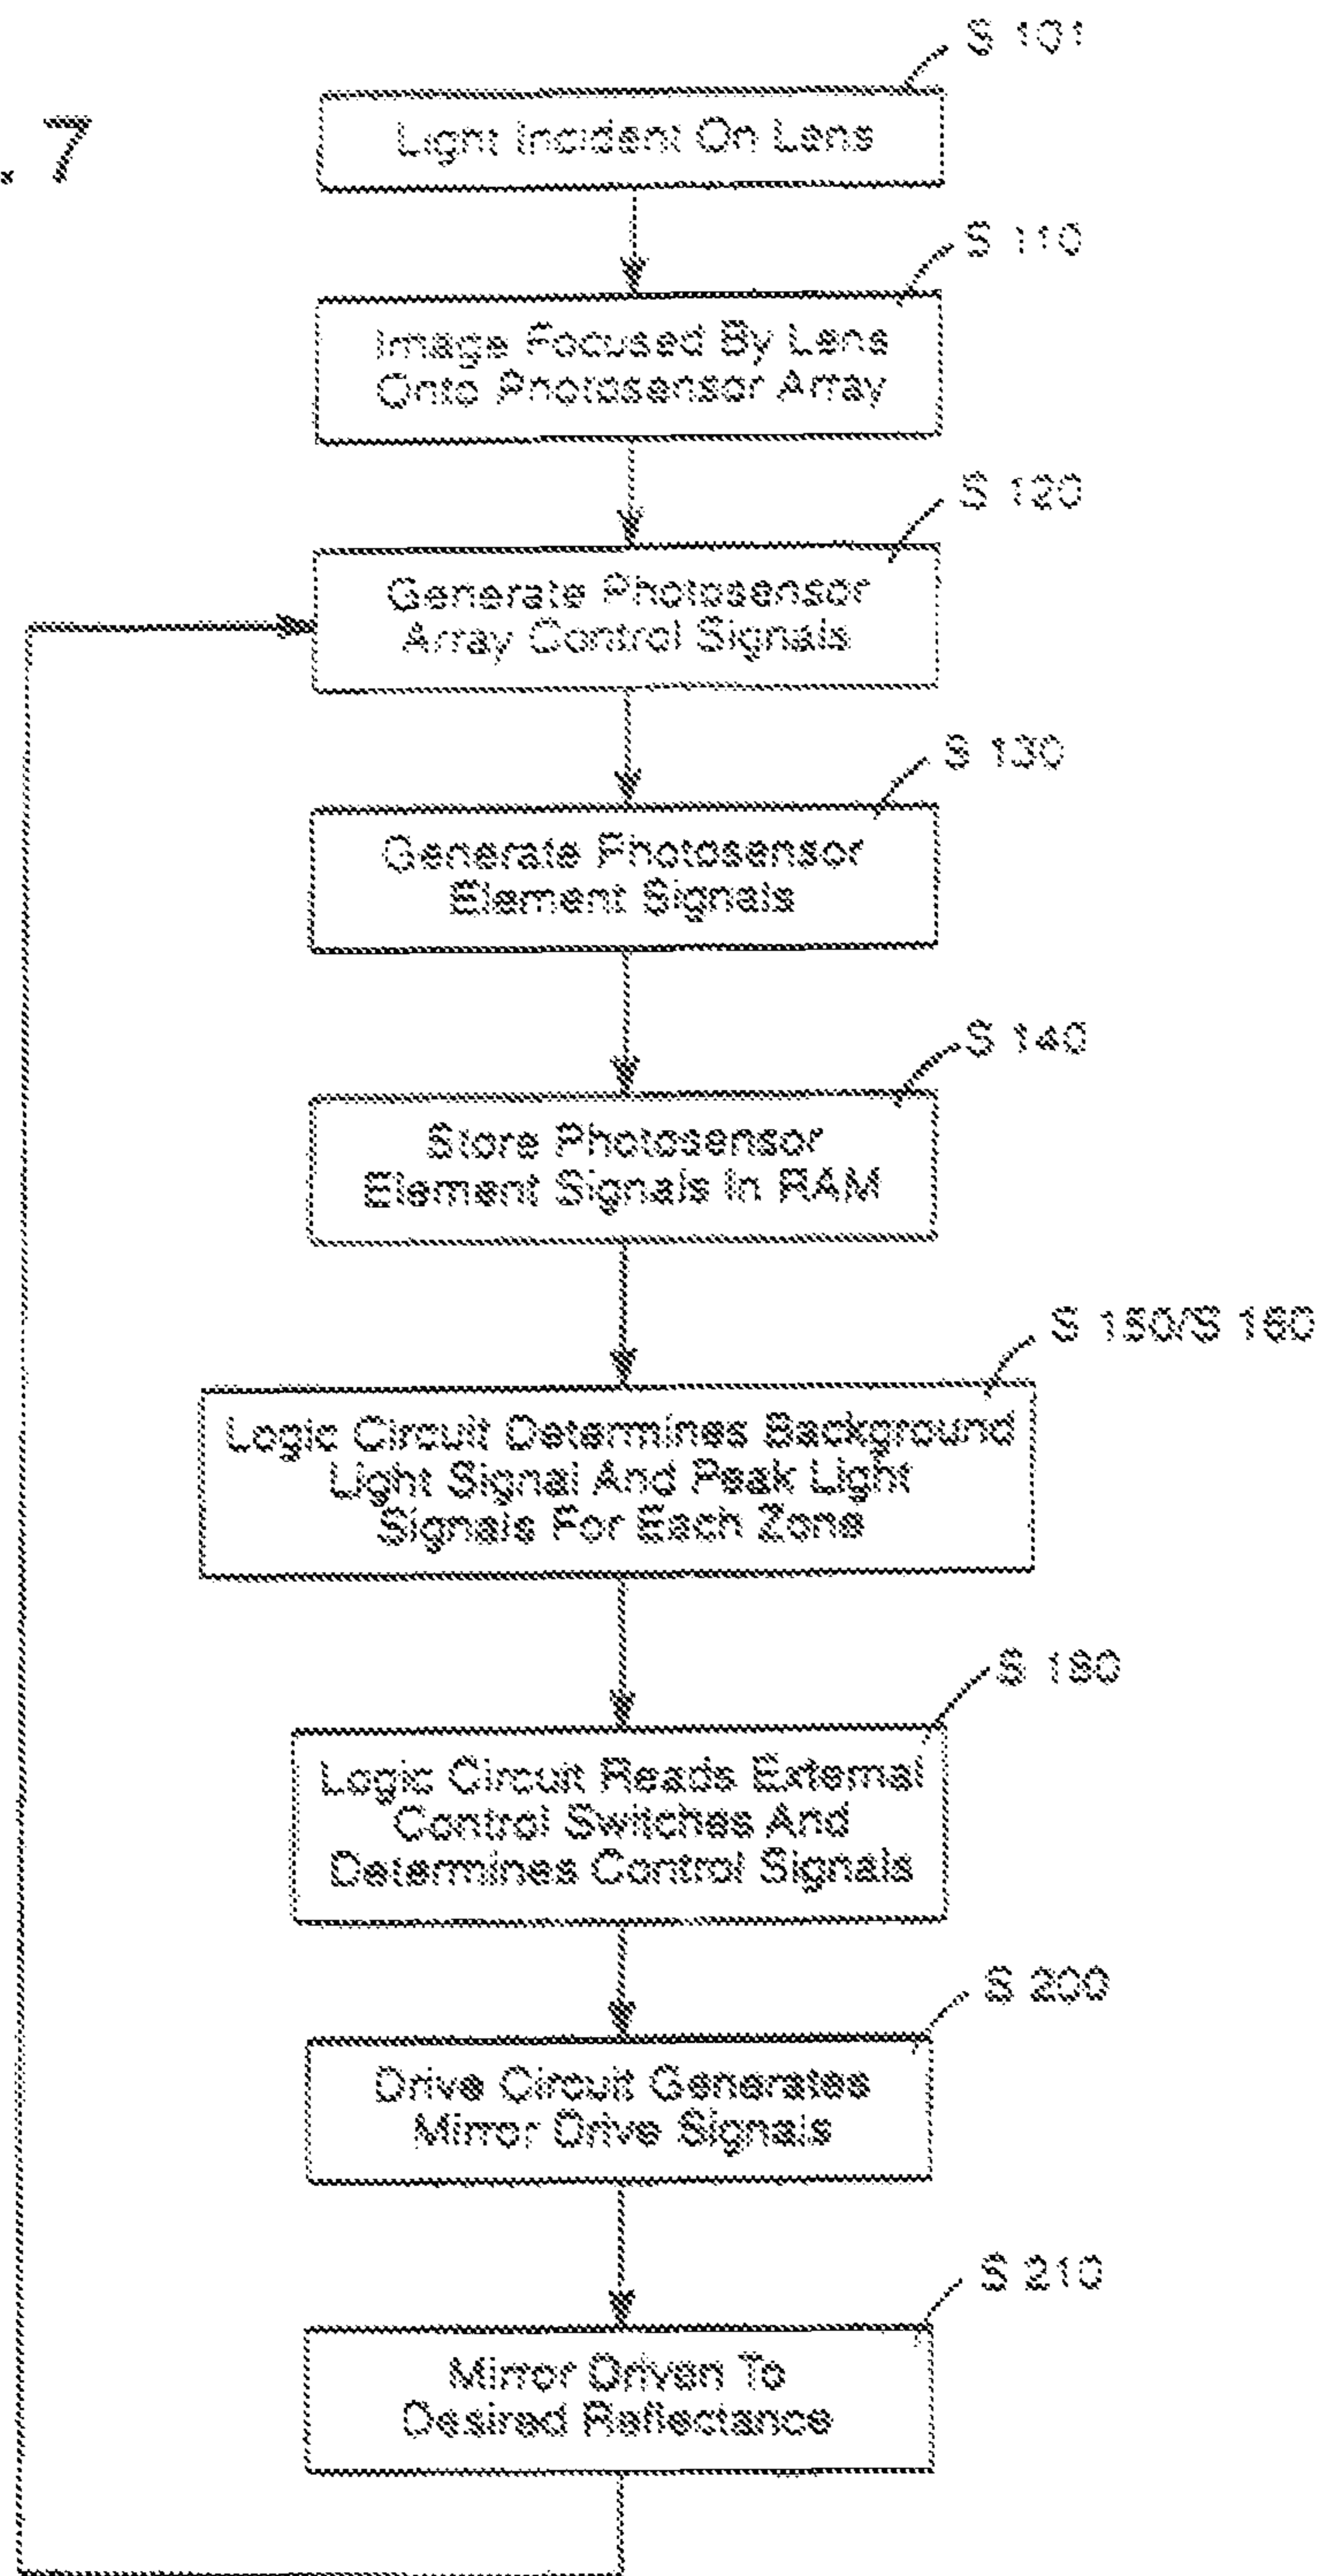 . 7
S 101
Light Incident On Lens
S 110
Image Focused By Lens
Onto Photosensor Array
S 120
Generate Photosensor
Array Control Signals
S 130
Generate Photosensor
Element Signals
S 140
Store Photosensor
Element Signals In RAM
S 150/S 160
Logic Circuit Determines Background
Light Signal And Peak Light
Signals For Each Zone
S 180
Logic Circuit Reads External
Control Switches And
Determines Control Signals
S 200
Drive Circuit Generates
Mirror Drive Signals
S 210
Mirror Driven To
Desired Reflectance